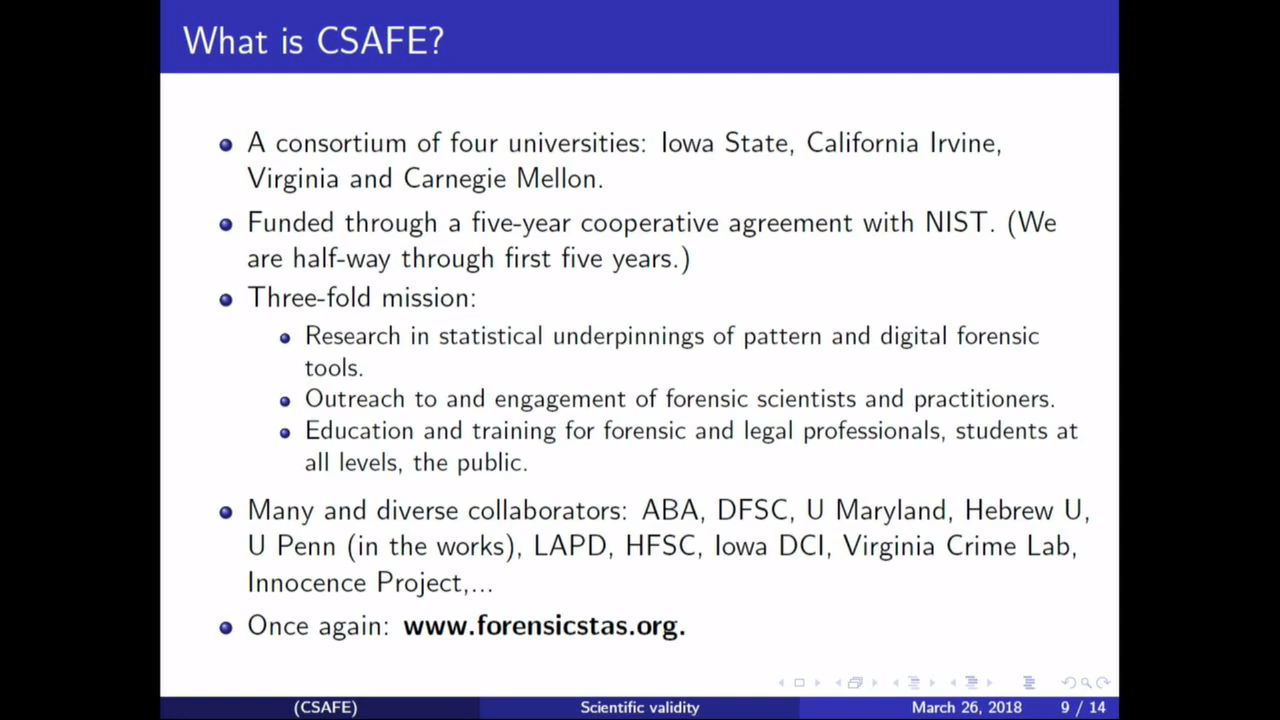 What is CSAFE?
A consortium of four universities: Iowa State, California Irvine,
Virginia and Carnegie Mellon.
Funded through a five-year cooperative agreement with NIST. (We
are half-way through first five years.)
Three-fold mission:
Research in statistical underpinnings of pattern and digital forensic
tools.
Outreach to and engagement of forensic scientists and practitioners.
Education and training for forensic and legal professionals, students at
all levels, the public.
Many and diverse collaborators: ABA, DFSC, U Maryland, Hebrew U,
U Penn (in the works), LAPD, HFSC, Iowa DCI, Virginia Crime Lab,
Innocence Project,...
Once again: www.forensicstas.org.
(CSAFE) Scientific validity March 26, 2018 9 / 14